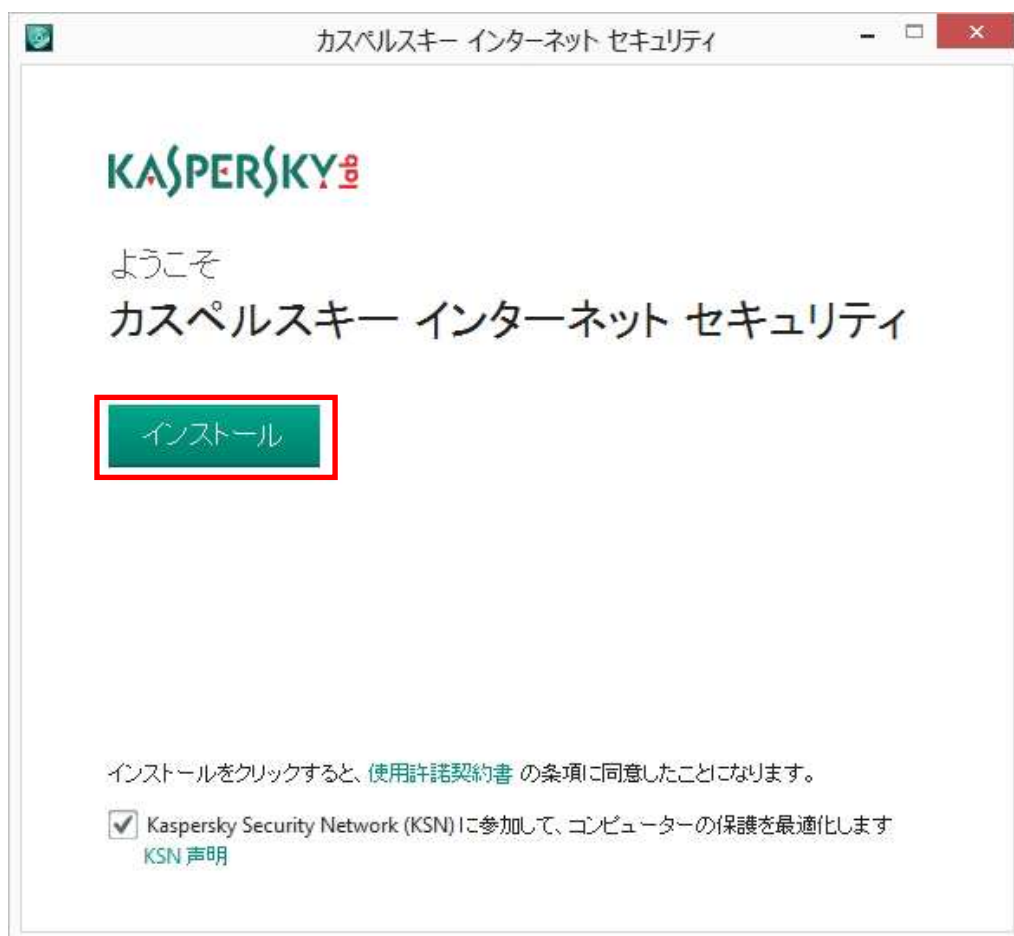 カスペルスキー インターネット セキュリティ
KASPERSKY lab
ようこそ
カスペルスキー インターネット セキュリティ
インストール
インストールをクリックすると、使用許諾契約書 の条項に同意したことになります。
Kaspersky Security Network (KSN) に参加して、コンピューターの保護を最適化します
KSN 声明